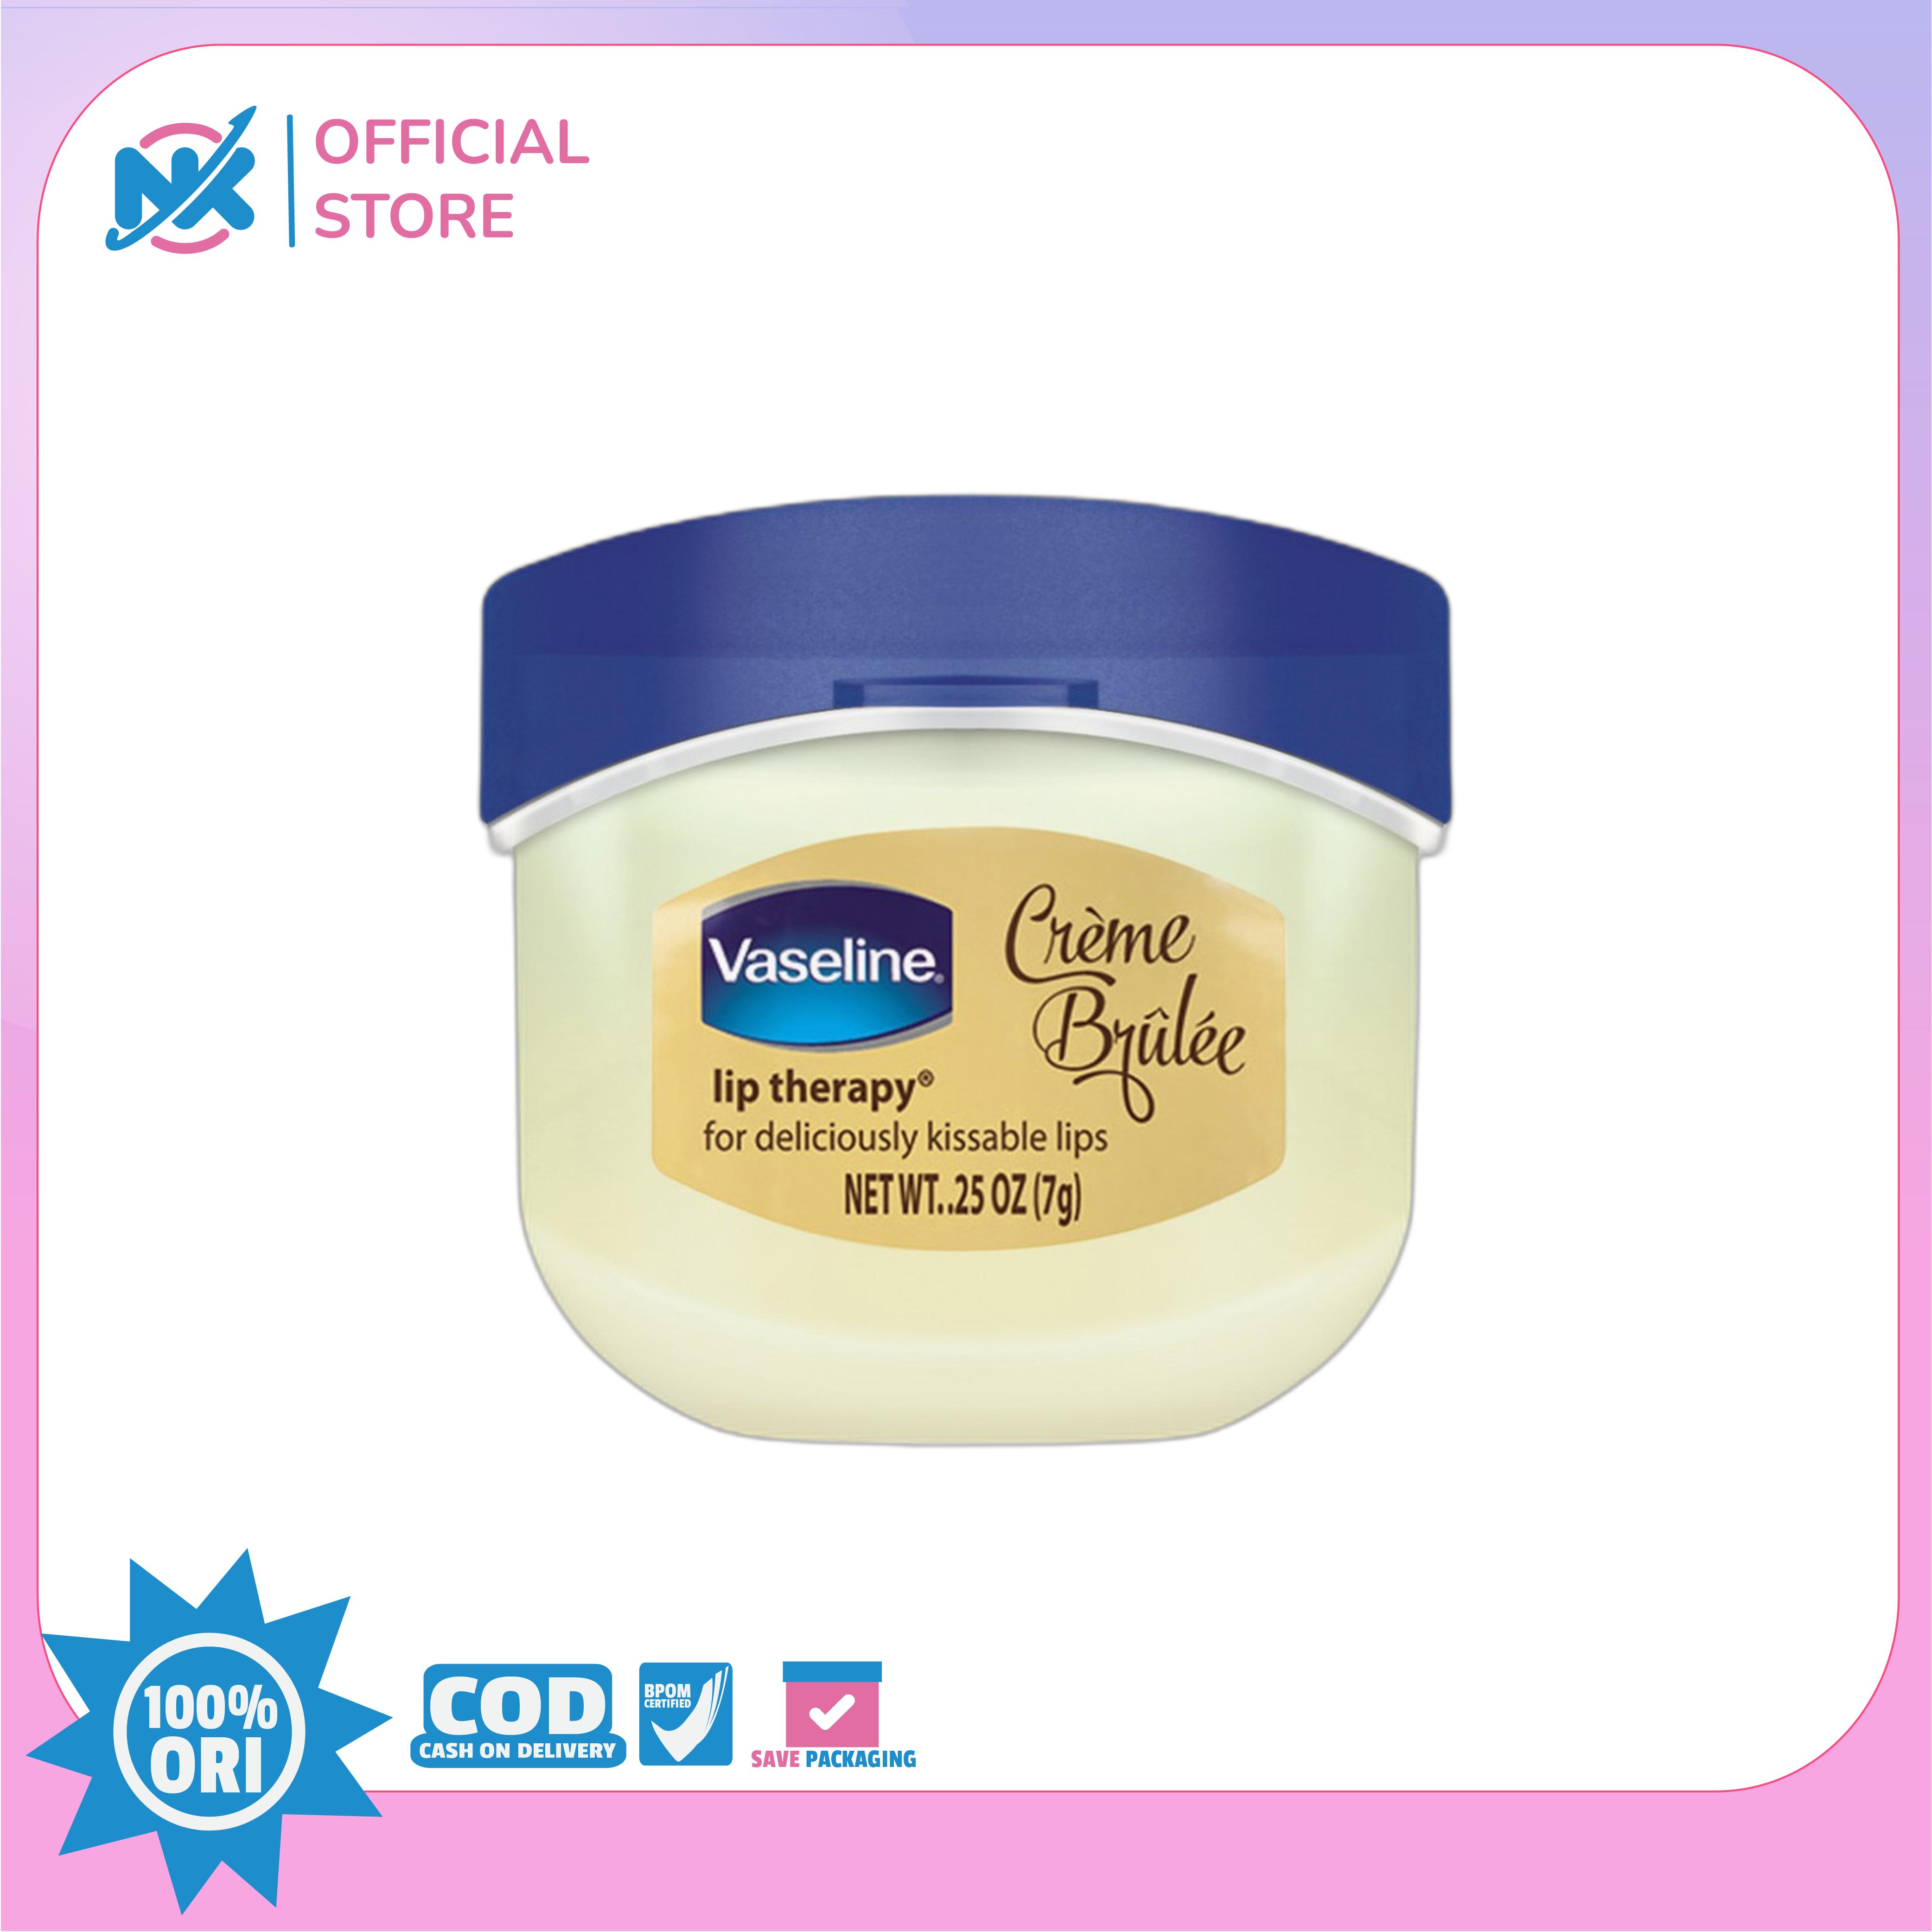 NK
OFFICIAL
STORE
Vaseline®
Crème
Brûlée
lip therapy®
for deliciously kissable lips
NET WT..25 OZ (7g)
100%
ORI
COD
CASH ON DELIVERY
BPOM
CERTIFIED
SAVE PACKAGING